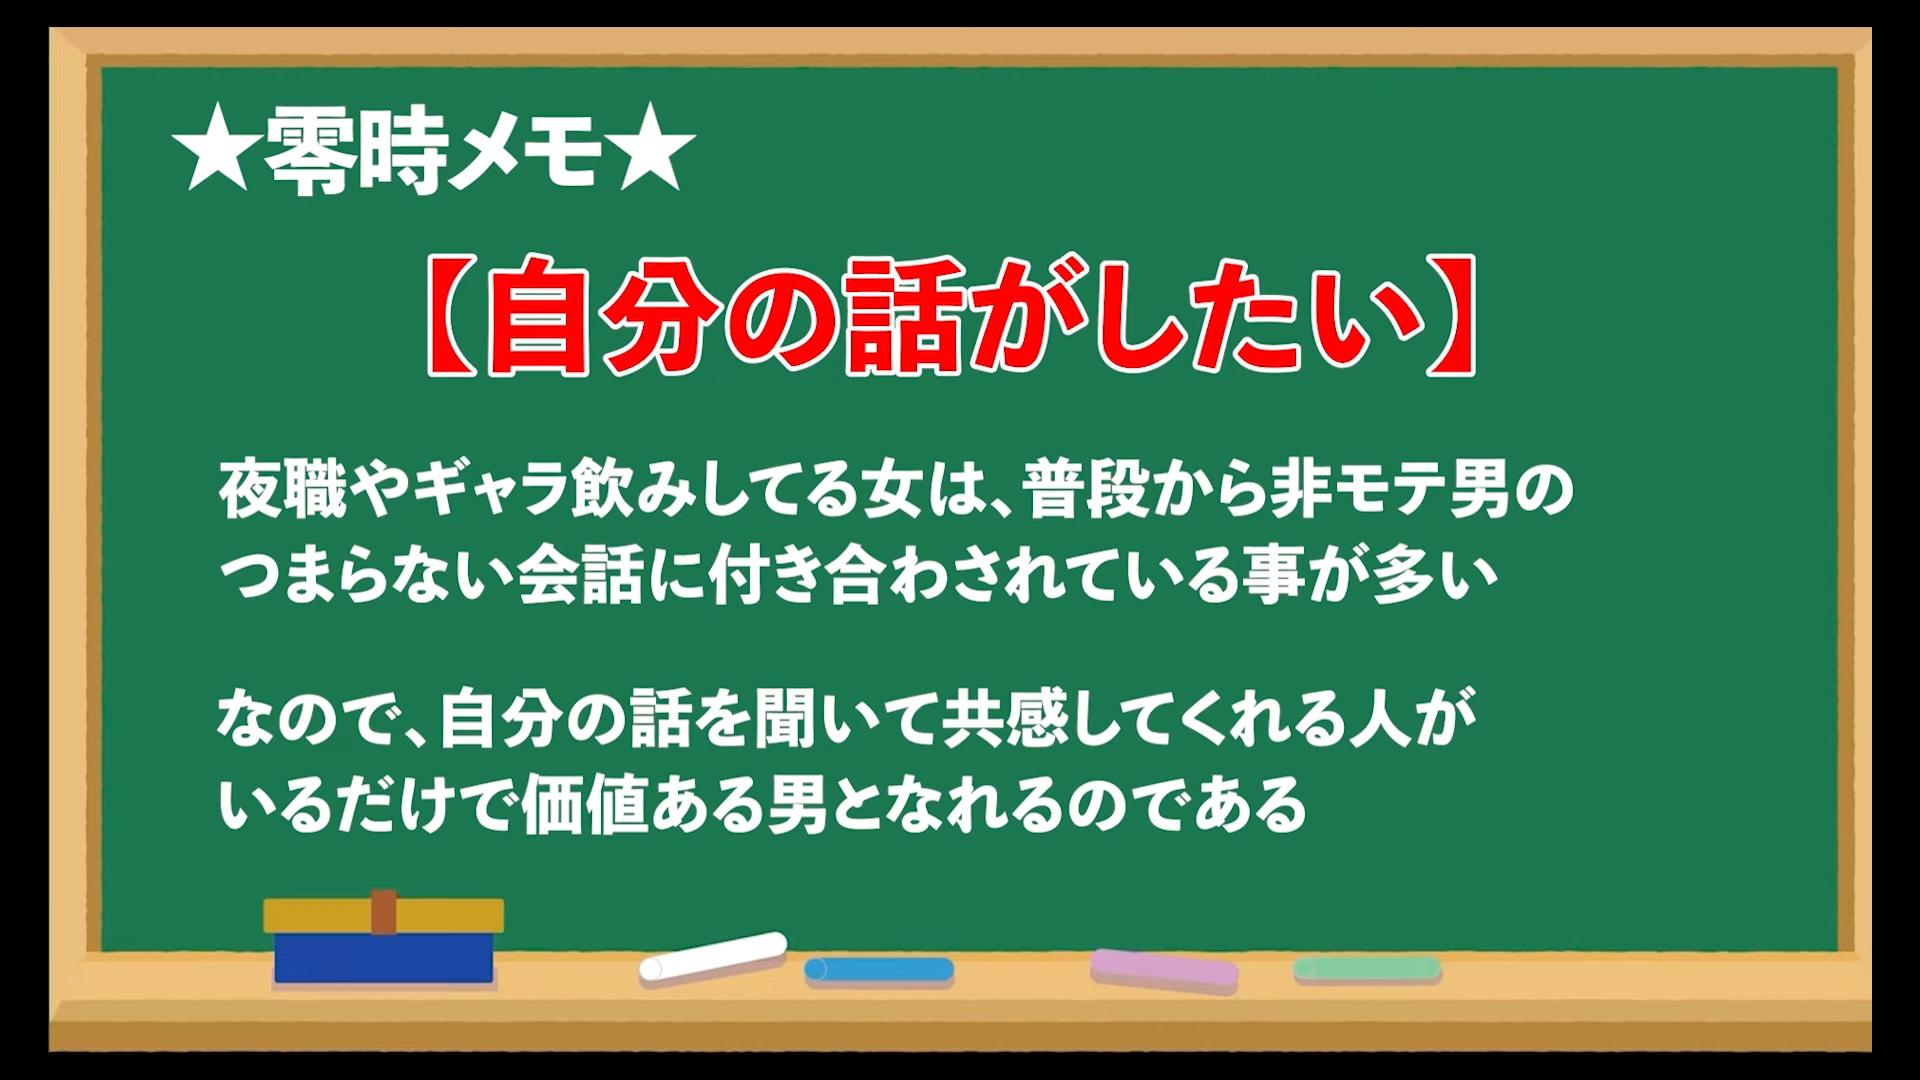 ★零時メモ★
【自分の話がしたい】
夜職やギャラ飲みしてる女は、普段から非モテ男の
つまらない会話に付き合わされている事が多い
なので、自分の話を聞いて共感してくれる人が
いるだけで価値ある男となれるのである